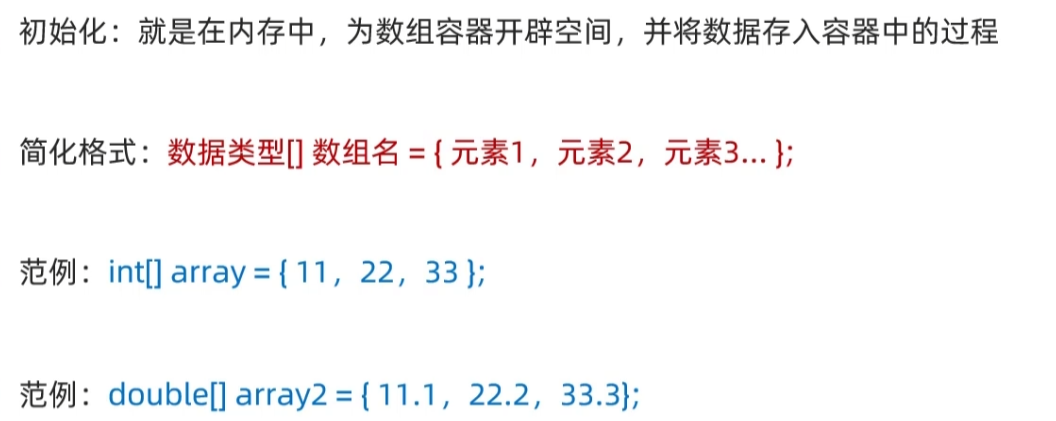 初始化：就是在内存中，为数组容器开辟空间，并将数据存入容器中的过程
简化格式：数据类型[] 数组名 = { 元素1，元素2，元素3... };
范例：int[] array = { 11，22，33 };
范例：double[] array2 = { 11.1，22.2，33.3};